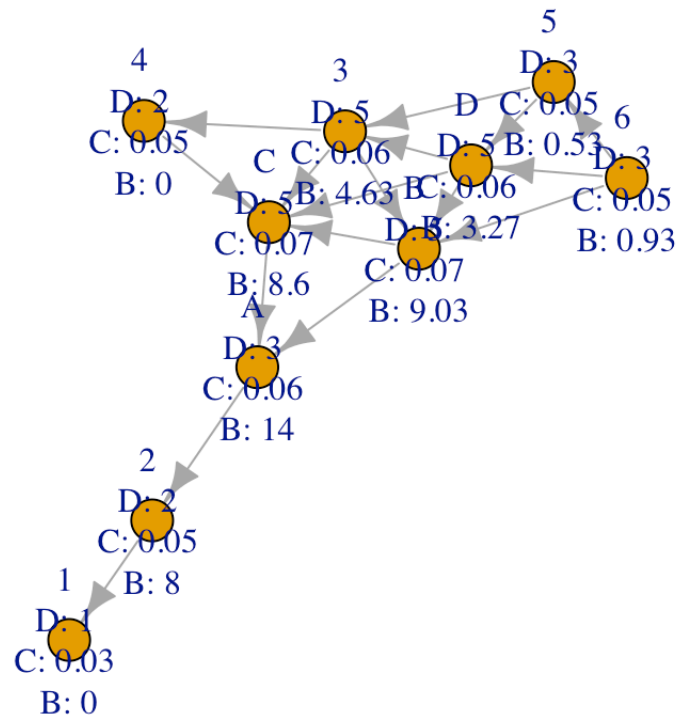 4
D: 2
C: 0.05
B: 0
3
D: 5
C: 0.06
B: 4.63
5
D: 3
C: 0.05
B: 0.53
D
D: 5
C: 0.06
B: 3.27
6
D: 3
C: 0.05
B: 0.93
C
D: 5
C: 0.07
B: 8.6
B
D:
C: 0.07
B: 9.03
A
D: 3
C: 0.06
B: 14
2
D: 2
C: 0.05
B: 8
1
D: 1
C: 0.03
B: 0